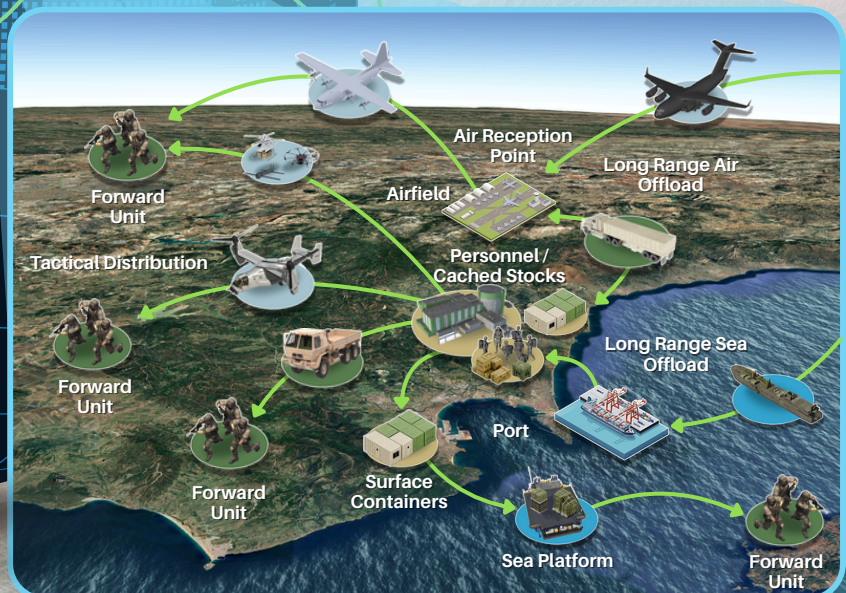 Air Reception
Point
Long Range Air
Offload
Airfield
Forward
Unit
Personnel /
Cached Stocks
Tactical Distribution
Long Range Sea
Offload
Forward
Unit
Port
Forward
Unit
Surface
Containers
Sea Platform
Forward
Unit